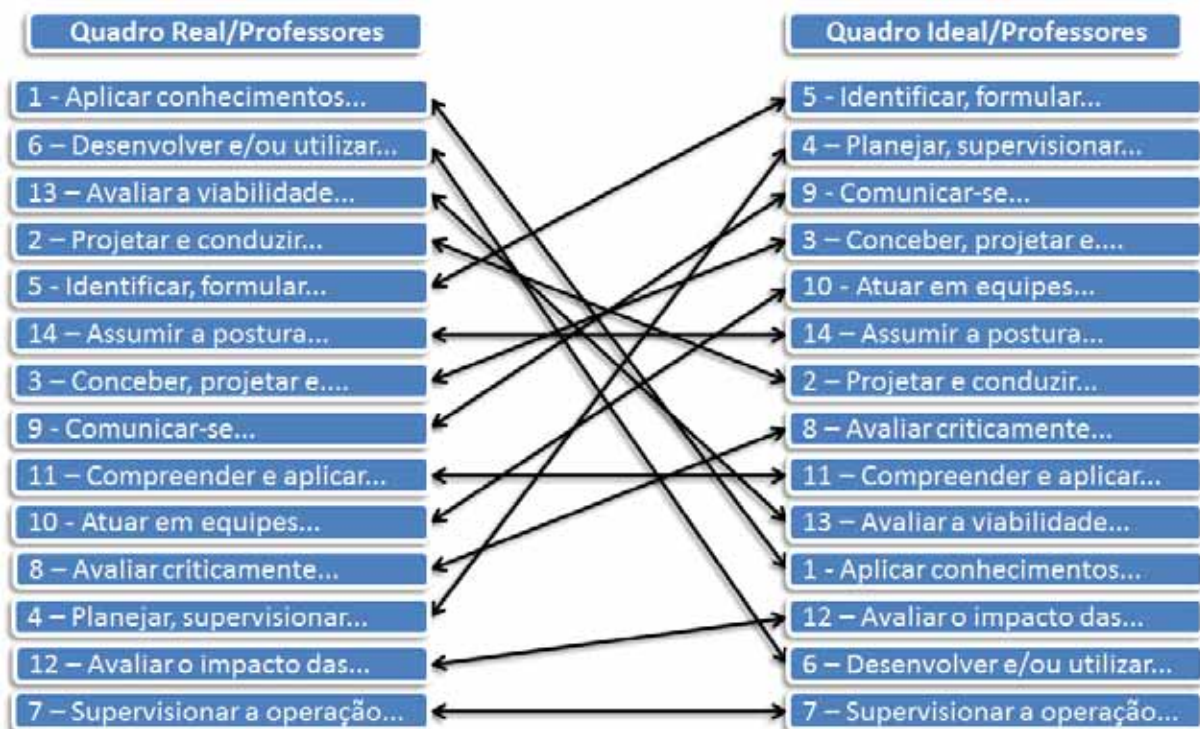 Quadro Real/Professores
1 - Aplicar conhecimentos...
6 – Desenvolver e/ou utilizar...
13 – Avaliar a viabilidade...
2 – Projetar e conduzir...
5 - Identificar, formular...
14 – Assumir a postura...
3 – Conceber, projetar e....
9 - Comunicar-se...
11 – Compreender e aplicar...
10 - Atuar em equipes...
8 – Avaliar criticamente...
4 – Planejar, supervisionar...
12 – Avaliar o impacto das...
7 – Supervisionar a operação...
Quadro Ideal/Professores
5 - Identificar, formular...
4 – Planejar, supervisionar...
9 - Comunicar-se...
3 – Conceber, projetar e....
10 - Atuar em equipes...
14 – Assumir a postura...
2 – Projetar e conduzir...
8 – Avaliar criticamente...
11 – Compreender e aplicar...
13 – Avaliar a viabilidade...
1 - Aplicar conhecimentos...
12 – Avaliar o impacto das...
6 – Desenvolver e/ou utilizar...
7 – Supervisionar a operação...